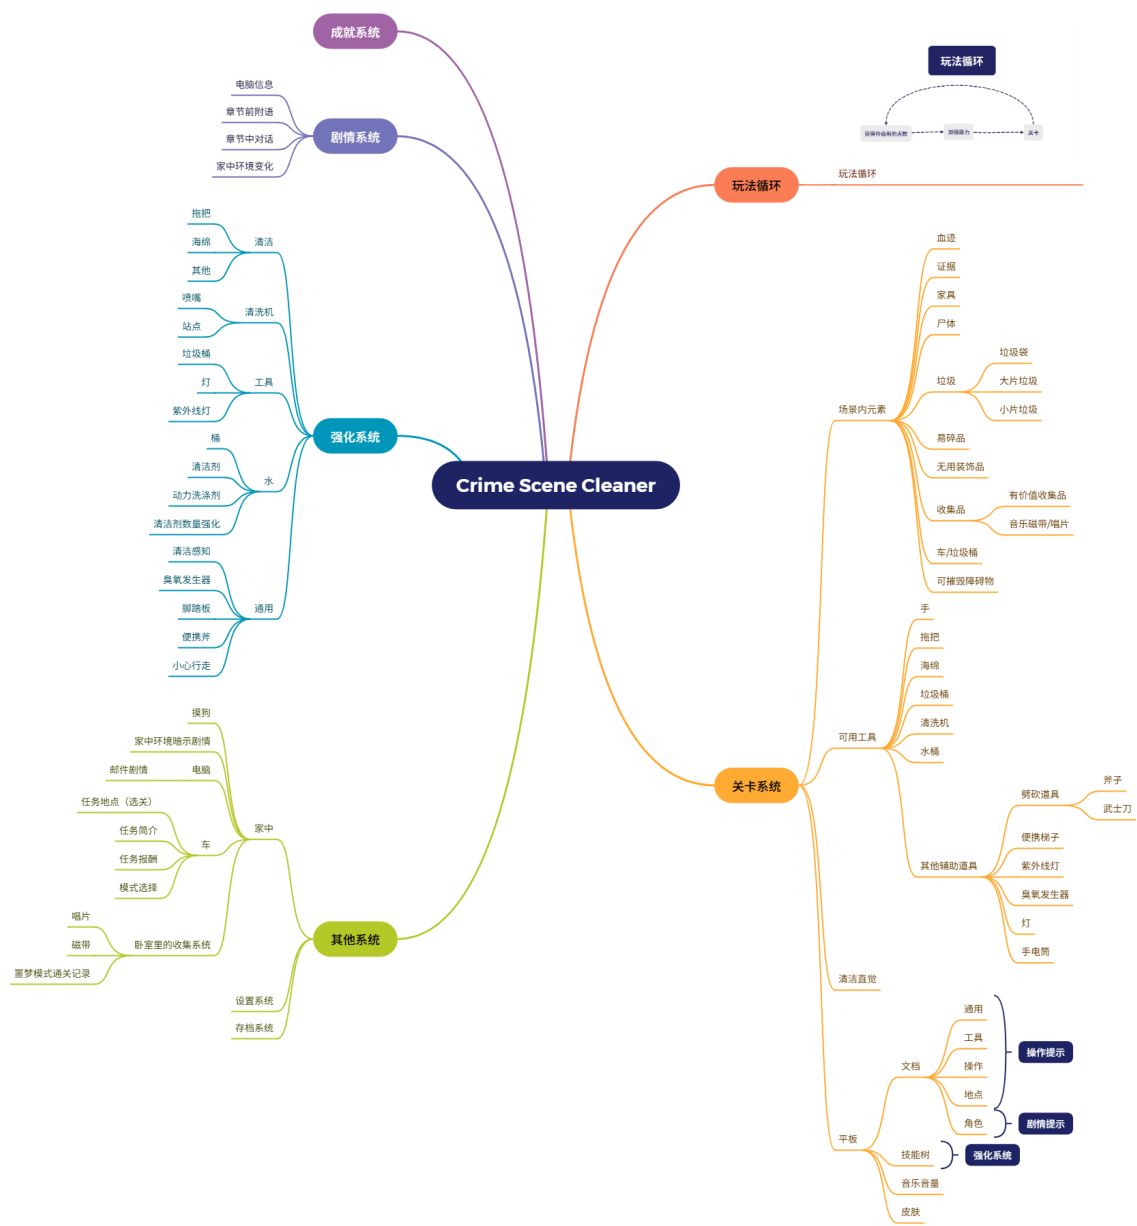 成就系统
电脑信息
章节前附语
章节中对话
家中环境变化
剧情系统
拖把
海绵
其他
清洁
喷嘴
站点
清洗机
垃圾桶
灯
紫外线灯
工具
桶
清洁剂
动力洗涤剂
清洁剂数量强化
水
清洁感知
臭氧发生器
脚踏板
便携斧
小心行走
通用
强化系统
摸狗
家中环境暗示剧情
邮件剧情
电脑
任务地点（选关）
任务简介
任务报酬
模式选择
车
唱片
磁带
噩梦模式通关记录
卧室里的收集系统
家中
设置系统
存档系统
其他系统
Crime Scene Cleaner
玩法循环
获得升级用的点数
加强能力
关卡
玩法循环
玩法循环
关卡系统
场景内元素
血迹
证据
家具
尸体
垃圾
垃圾袋
大片垃圾
小片垃圾
易碎品
无用装饰品
收集品
有价值收集品
音乐磁带/唱片
车/垃圾桶
可摧毁障碍物
可用工具
手
拖把
海绵
垃圾桶
清洗机
水桶
其他辅助道具
劈砍道具
斧子
武士刀
便携梯子
紫外线灯
臭氧发生器
灯
手电筒
清洁直觉
平板
文档
通用
工具
操作
地点
角色
操作提示
剧情提示
技能树
强化系统
音乐音量
皮肤